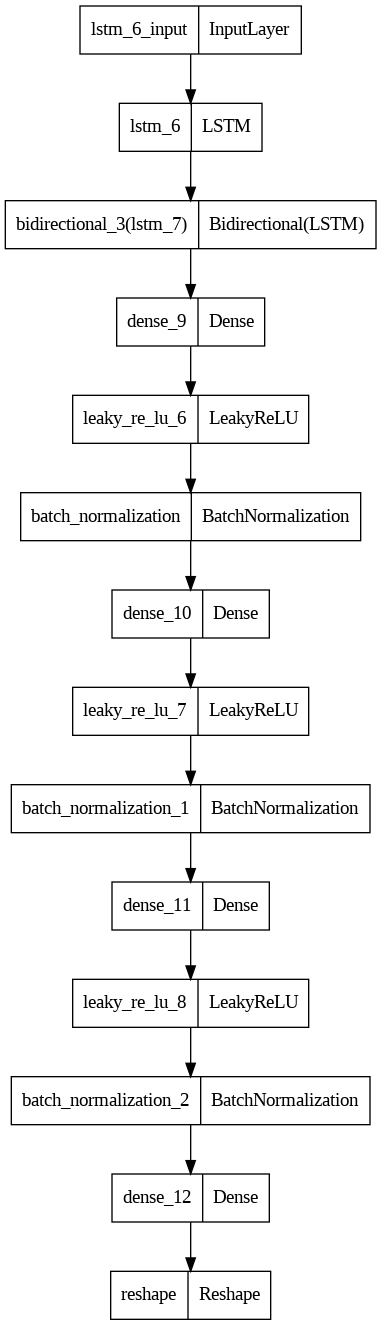 lstm_6_input InputLayer
lstm_6 LSTM
bidirectional_3(lstm_7) Bidirectional(LSTM)
dense_9 Dense
leaky_re_lu_6 LeakyReLU
batch_normalization BatchNormalization
dense_10 Dense
leaky_re_lu_7 LeakyReLU
batch_normalization_1 BatchNormalization
dense_11 Dense
leaky_re_lu_8 LeakyReLU
batch_normalization_2 BatchNormalization
dense_12 Dense
reshape Reshape